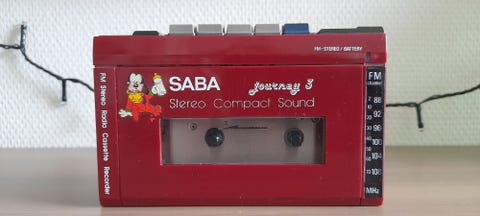 FM-STEREO / BATTERY
SABA
journey 3
Stereo Compact Sound
FM Stereo Radio Cassette Recorder
FM
88
92
96
100
104
108
MHz